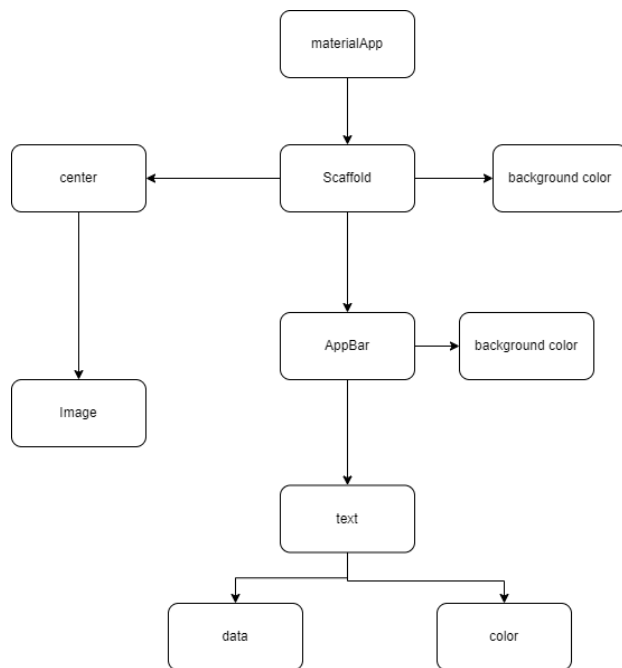 materialApp
center
Scaffold
background color
AppBar
background color
Image
text
data
color